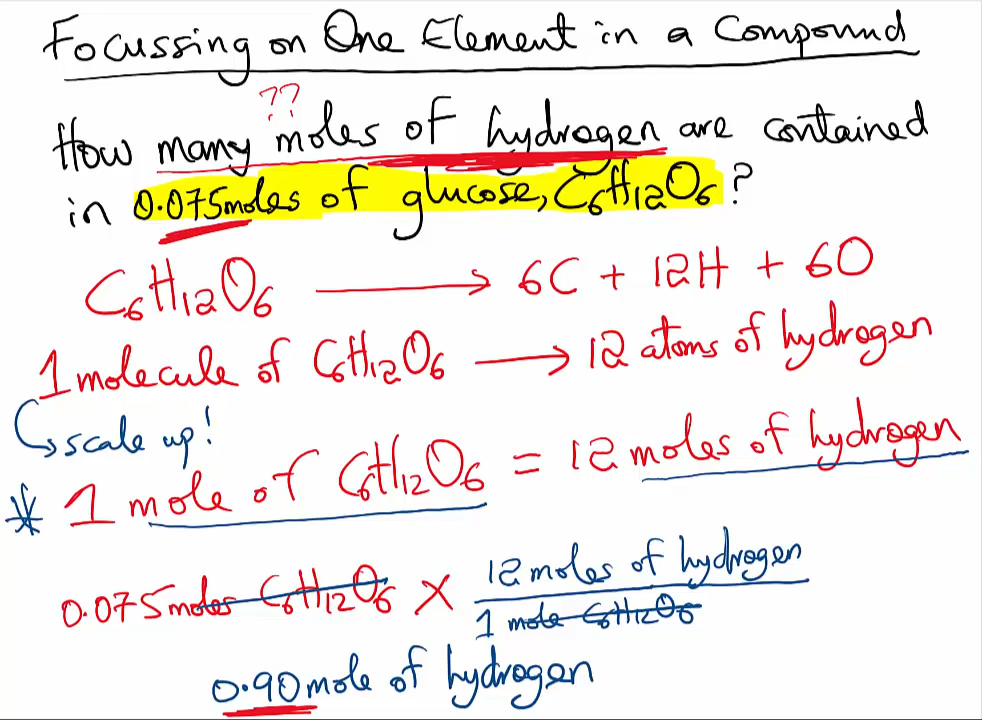 Focussing on One Element in a Compound
??
How many moles of hydrogen are contained
in 0.075 moles of glucose, C6H12O6?
C6H12O6 → 6C + 12H + 6O
1 molecule of C6H12O6 → 12 atoms of hydrogen
↳ scale up!
* 1 mole of C6H12O6 = 12 moles of hydrogen
0.075 moles C6H12O6 × 12 moles of hydrogen
1 mole C6H12O6
0.90 mole of hydrogen